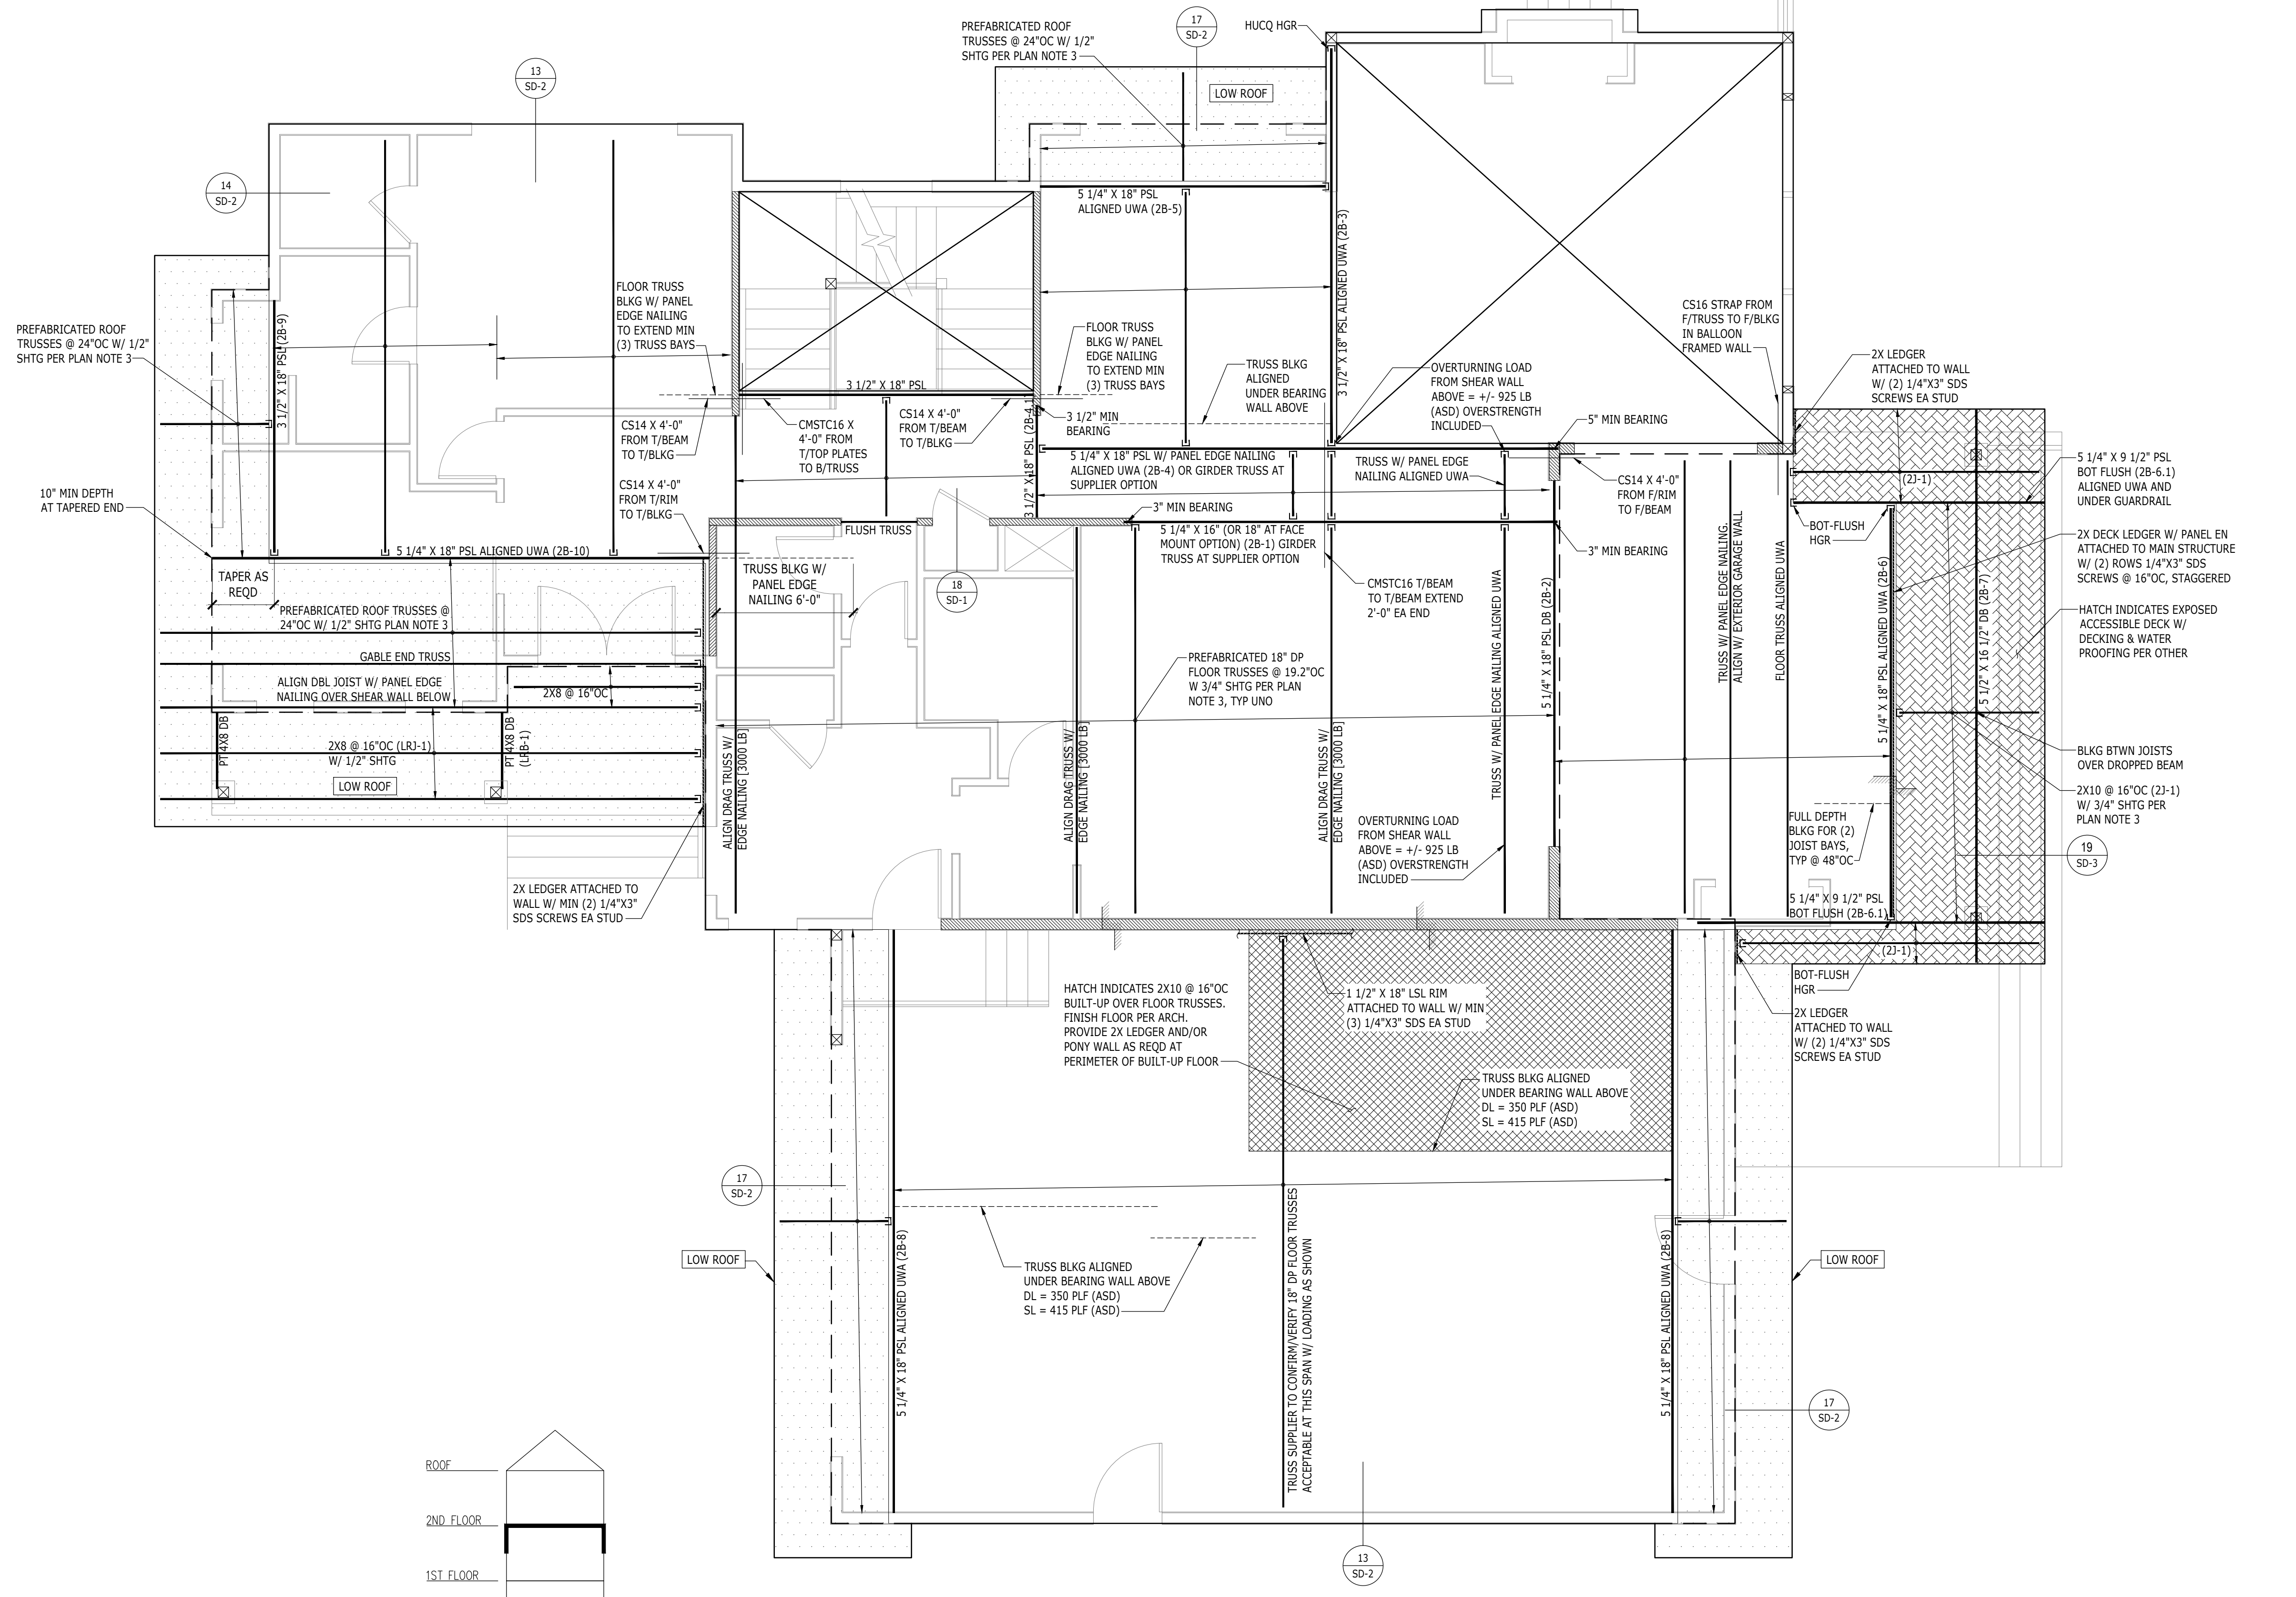 PREFABRICATED ROOF
TRUSSES @ 24"OC W/ 1/2"
SHTG PER PLAN NOTE 3
17
SD-2
HUCQ HGR
LOW ROOF
13
SD-2
14
SD-2
5 1/4" X 18" PSL
ALIGNED UWA (2B-5)
3 1/2" X 18" PSL ALIGNED UWA (2B-3)
FLOOR TRUSS
BLKG W/ PANEL
EDGE NAILING
TO EXTEND MIN
(3) TRUSS BAYS
PREFABRICATED ROOF
TRUSSES @ 24"OC W/ 1/2"
SHTG PER PLAN NOTE 3
3 1/2" X 18" PSL (2B-9)
FLOOR TRUSS
BLKG W/ PANEL
EDGE NAILING
TO EXTEND MIN
(3) TRUSS BAYS
TRUSS BLKG
ALIGNED
UNDER BEARING
WALL ABOVE
OVERTURNING LOAD
FROM SHEAR WALL
ABOVE = +/- 925 LB
(ASD) OVERSTRENGTH
INCLUDED
CS16 STRAP FROM
F/TRUSS TO F/BLKG
IN BALLOON
FRAMED WALL
2X LEDGER
ATTACHED TO WALL
W/ (2) 1/4"X3" SDS
SCREWS EA STUD
3 1/2" X 18" PSL
CS14 X 4'-0"
FROM T/BEAM
TO T/BLKG
CMSTC16 X
4'-0" FROM
T/TOP PLATES
TO B/TRUSS
CS14 X 4'-0"
FROM T/BEAM
TO T/BLKG
3 1/2" X 18" PSL (2B-4.1)
3 1/2" MIN
BEARING
5" MIN BEARING
5 1/4" X 18" PSL W/ PANEL EDGE NAILING
ALIGNED UWA (2B-4) OR GIRDER TRUSS AT
SUPPLIER OPTION
TRUSS W/ PANEL EDGE
NAILING ALIGNED UWA
CS14 X 4'-0"
FROM F/RIM
TO F/BEAM
(2J-1)
5 1/4" X 9 1/2" PSL
BOT FLUSH (2B-6.1)
ALIGNED UWA AND
UNDER GUARDRAIL
10" MIN DEPTH
AT TAPERED END
CS14 X 4'-0"
FROM T/RIM
TO T/BLKG
3" MIN BEARING
FLUSH TRUSS
5 1/4" X 16" (OR 18" AT FACE
MOUNT OPTION) (2B-1) GIRDER
TRUSS AT SUPPLIER OPTION
3" MIN BEARING
BOT-FLUSH
HGR
2X DECK LEDGER W/ PANEL EN
ATTACHED TO MAIN STRUCTURE
W/ (2) ROWS 1/4"X3" SDS
SCREWS @ 16"OC, STAGGERED
5 1/4" X 18" PSL ALIGNED UWA (2B-10)
TAPER AS
REQD
TRUSS BLKG W/
PANEL EDGE
NAILING 6'-0"
18
SD-1
CMSTC16 T/BEAM
TO T/BEAM EXTEND
2'-0" EA END
TRUSS W/ PANEL EDGE NAILING ALIGNED UWA
5 1/4" X 18" PSL DB (2B-2)
TRUSS W/ PANEL EDGE NAILING.
ALIGN W/ EXTERIOR GARAGE WALL
FLOOR TRUSS ALIGNED UWA
5 1/4" X 18" PSL ALIGNED UWA (2B-6)
5 1/2" X 16 1/2" DB (2B-7)
HATCH INDICATES EXPOSED
ACCESSIBLE DECK W/
DECKING & WATER
PROOFING PER OTHER
PREFABRICATED ROOF TRUSSES @
24"OC W/ 1/2" SHTG PLAN NOTE 3
GABLE END TRUSS
ALIGN DBL JOIST W/ PANEL EDGE
NAILING OVER SHEAR WALL BELOW
2X8 @ 16"OC
PREFABRICATED 18" DP
FLOOR TRUSSES @ 19.2"OC
W 3/4" SHTG PER PLAN
NOTE 3, TYP UNO
PT 4X8 DB
2X8 @ 16"OC (LRJ-1)
W/ 1/2" SHTG
PT 4X8 DB
(LRB-1)
LOW ROOF
ALIGN DRAG TRUSS W/
EDGE NAILING [3000 LB]
ALIGN DRAG TRUSS W/
EDGE NAILING [3000 LB]
ALIGN DRAG TRUSS W/
EDGE NAILING [3000 LB]
BLKG BTWN JOISTS
OVER DROPPED BEAM
2X10 @ 16"OC (2J-1)
W/ 3/4" SHTG PER
PLAN NOTE 3
OVERTURNING LOAD
FROM SHEAR WALL
ABOVE = +/- 925 LB
(ASD) OVERSTRENGTH
INCLUDED
FULL DEPTH
BLKG FOR (2)
JOIST BAYS,
TYP @ 48"OC
19
SD-3
2X LEDGER ATTACHED TO
WALL W/ MIN (2) 1/4"X3"
SDS SCREWS EA STUD
5 1/4" X 9 1/2" PSL
BOT FLUSH (2B-6.1)
(2J-1)
BOT-FLUSH
HGR
HATCH INDICATES 2X10 @ 16"OC
BUILT-UP OVER FLOOR TRUSSES.
FINISH FLOOR PER ARCH.
PROVIDE 2X LEDGER AND/OR
PONY WALL AS REQD AT
PERIMETER OF BUILT-UP FLOOR
1 1/2" X 18" LSL RIM
ATTACHED TO WALL W/ MIN
(3) 1/4"X3" SDS EA STUD
2X LEDGER
ATTACHED TO WALL
W/ (2) 1/4"X3" SDS
SCREWS EA STUD
TRUSS BLKG ALIGNED
UNDER BEARING WALL ABOVE
DL = 350 PLF (ASD)
SL = 415 PLF (ASD)
17
SD-2
LOW ROOF
5 1/4" X 18" PSL ALIGNED UWA (2B-8)
TRUSS BLKG ALIGNED
UNDER BEARING WALL ABOVE
DL = 350 PLF (ASD)
SL = 415 PLF (ASD)
TRUSS SUPPLIER TO CONFIRM/VERIFY 18" DP FLOOR TRUSSES
ACCEPTABLE AT THIS SPAN W/ LOADING AS SHOWN
5 1/4" X 18" PSL ALIGNED UWA (2B-8)
LOW ROOF
17
SD-2
13
SD-2
ROOF
2ND FLOOR
1ST FLOOR